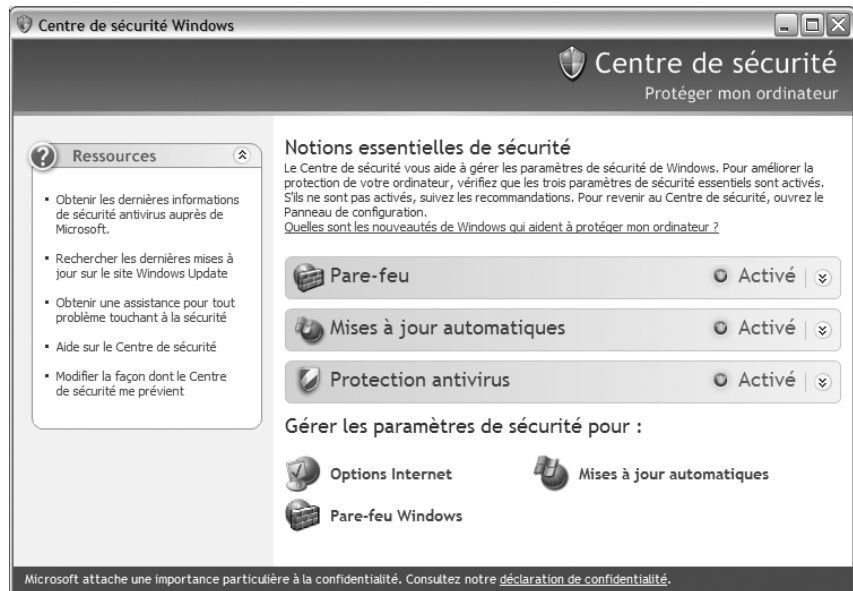 Centre de sécurité Windows
Centre de sécurité
Protéger mon ordinateur
Ressources
Obtenir les dernières informations
de sécurité antivirus auprès de
Microsoft.
Rechercher les dernières mises à
jour sur le site Windows Update
Obtenir une assistance pour tout
problème touchant à la sécurité
Aide sur le Centre de sécurité
Modifier la façon dont le Centre
de sécurité me prévient
Notions essentielles de sécurité
Le Centre de sécurité vous aide à gérer les paramètres de sécurité de Windows. Pour améliorer la
protection de votre ordinateur, vérifiez que les trois paramètres de sécurité essentiels sont activés.
S'ils ne sont pas activés, suivez les recommandations. Pour revenir au Centre de sécurité, ouvrez le
Panneau de configuration.
Quelles sont les nouveautés de Windows qui aident à protéger mon ordinateur ?
Pare-feu Activé
Mises à jour automatiques Activé
Protection antivirus Activé
Gérer les paramètres de sécurité pour :
Options Internet Mises à jour automatiques
Pare-feu Windows
Microsoft attache une importance particulière à la confidentialité. Consultez notre déclaration de confidentialité.